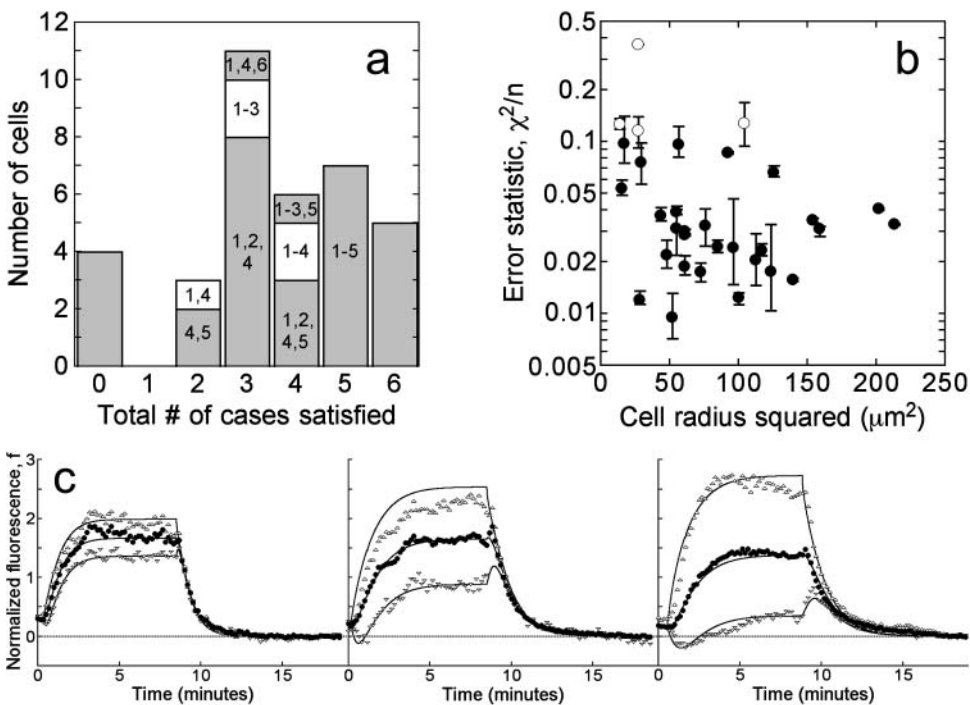 a
Number of cells
12
10
8
6
4
2
0
1,4,6
1-3
1,2,
4
1,4
4,5
1-3,5
1-4
1,2,
4,5
1-5
0 1 2 3 4 5 6
Total # of cases satisfied
b
Error statistic, χ²/n
0.5
0.2
0.1
0.05
0.02
0.01
0.005
0 50 100 150 200 250
Cell radius squared (μm²)
c
Normalized fluorescence, f
3
2
1
0
0 5 10 15
Time (minutes)
0 5 10 15
Time (minutes)
0 5 10 15
Time (minutes)